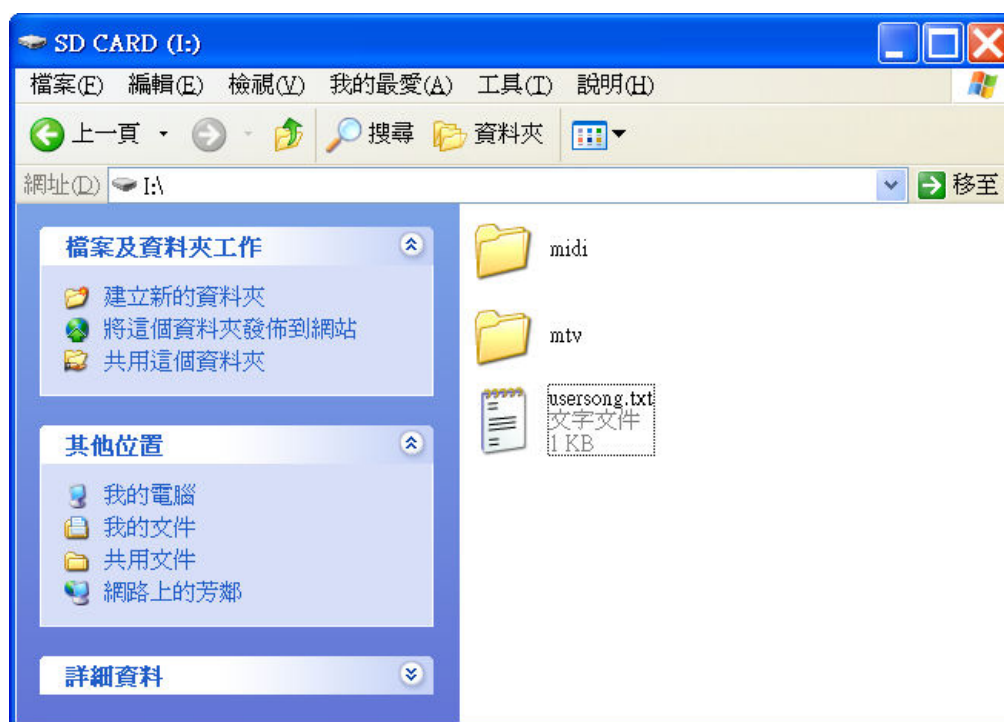 SD CARD (I:)
檔案(F) 編輯(E) 檢視(V) 我的最愛(A) 工具(T) 說明(H)
上一頁 搜尋 資料夾
網址(D) I:\ 移至
檔案及資料夾工作
建立新的資料夾
將這個資料夾發佈到網站
共用這個資料夾
其他位置
我的電腦
我的文件
共用文件
網路上的芳鄰
詳細資料
midi
mtv
usersong.txt
文字文件
1 KB